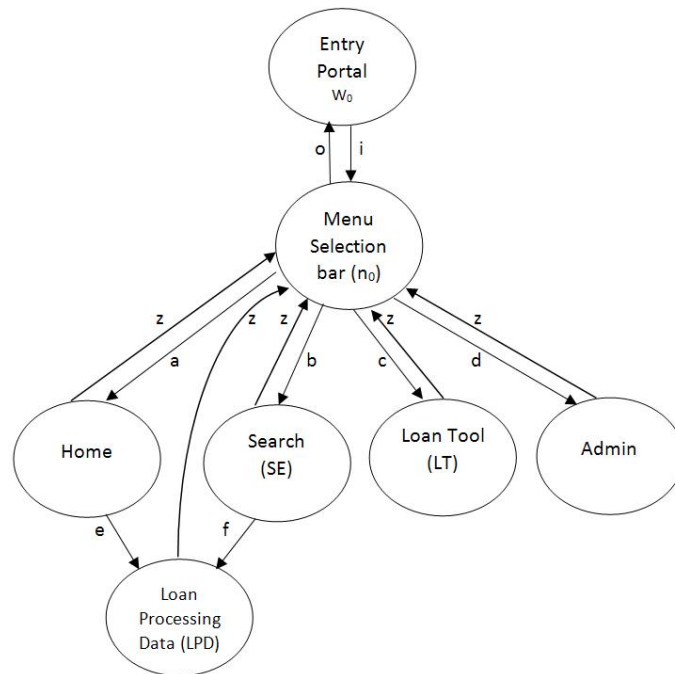 Entry
Portal
W₀
o
i
Menu
Selection
bar (n₀)
z
a
z
z
b
c
z
d
z
Home
Search
(SE)
Loan Tool
(LT)
Admin
e
f
Loan
Processing
Data (LPD)